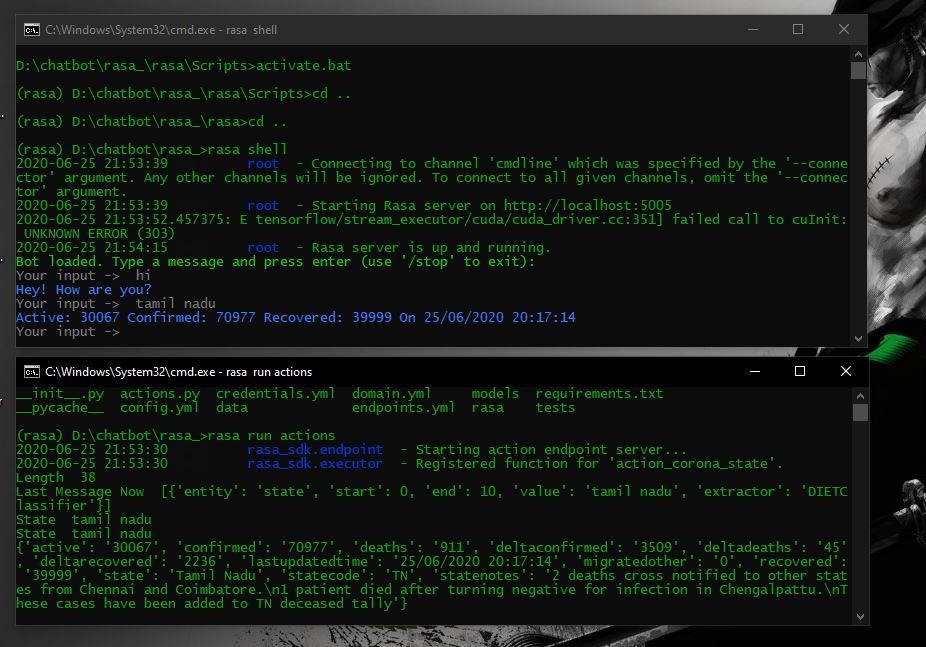 C:\Windows\System32\cmd.exe - rasa shell
D:\chatbot\rasa_\rasa\Scripts>activate.bat
(rasa) D:\chatbot\rasa_\rasa\Scripts>cd ..
(rasa) D:\chatbot\rasa_\rasa>cd ..
(rasa) D:\chatbot\rasa_>rasa shell
2020-06-25 21:53:39 root - Connecting to channel 'cmdline' which was specified by the '--conne
ctor' argument. Any other channels will be ignored. To connect to all given channels, omit the '--connec
tor' argument.
2020-06-25 21:53:39 root - Starting Rasa server on http://localhost:5005
2020-06-25 21:53:52.457375: E tensorflow/stream_executor/cuda/cuda_driver.cc:351] failed call to cuInit:
UNKNOWN ERROR (303)
2020-06-25 21:54:15 root - Rasa server is up and running.
Bot loaded. Type a message and press enter (use '/stop' to exit):
Your input -> hi
Hey! How are you?
Your input -> tamil nadu
Active: 30067 Confirmed: 70977 Recovered: 39999 On 25/06/2020 20:17:14
Your input ->
C:\Windows\System32\cmd.exe - rasa run actions
__init__.py actions.py credentials.yml domain.yml models requirements.txt
__pycache__ config.yml data endpoints.yml rasa tests
(rasa) D:\chatbot\rasa_>rasa run actions
2020-06-25 21:53:30 rasa_sdk.endpoint - Starting action endpoint server...
2020-06-25 21:53:30 rasa_sdk.executor - Registered function for 'action_corona_state'.
Length 38
Last Message Now [{'entity': 'state', 'start': 0, 'end': 10, 'value': 'tamil nadu', 'extractor': 'DIETC
lassifier'}]
State tamil nadu
State tamil nadu
{'active': '30067', 'confirmed': '70977', 'deaths': '911', 'deltaconfirmed': '3509', 'deltadeaths': '45'
, 'deltarecovered': '2236', 'lastupdatedtime': '25/06/2020 20:17:14', 'migratedother': '0', 'recovered':
'39999', 'state': 'Tamil Nadu', 'statecode': 'TN', 'statenotes': '2 deaths cross notified to other stat
es from Chennai and Coimbatore.\n1 patient died after turning negative for infection in Chengalpattu.\nT
hese cases have been added to TN deceased tally'}